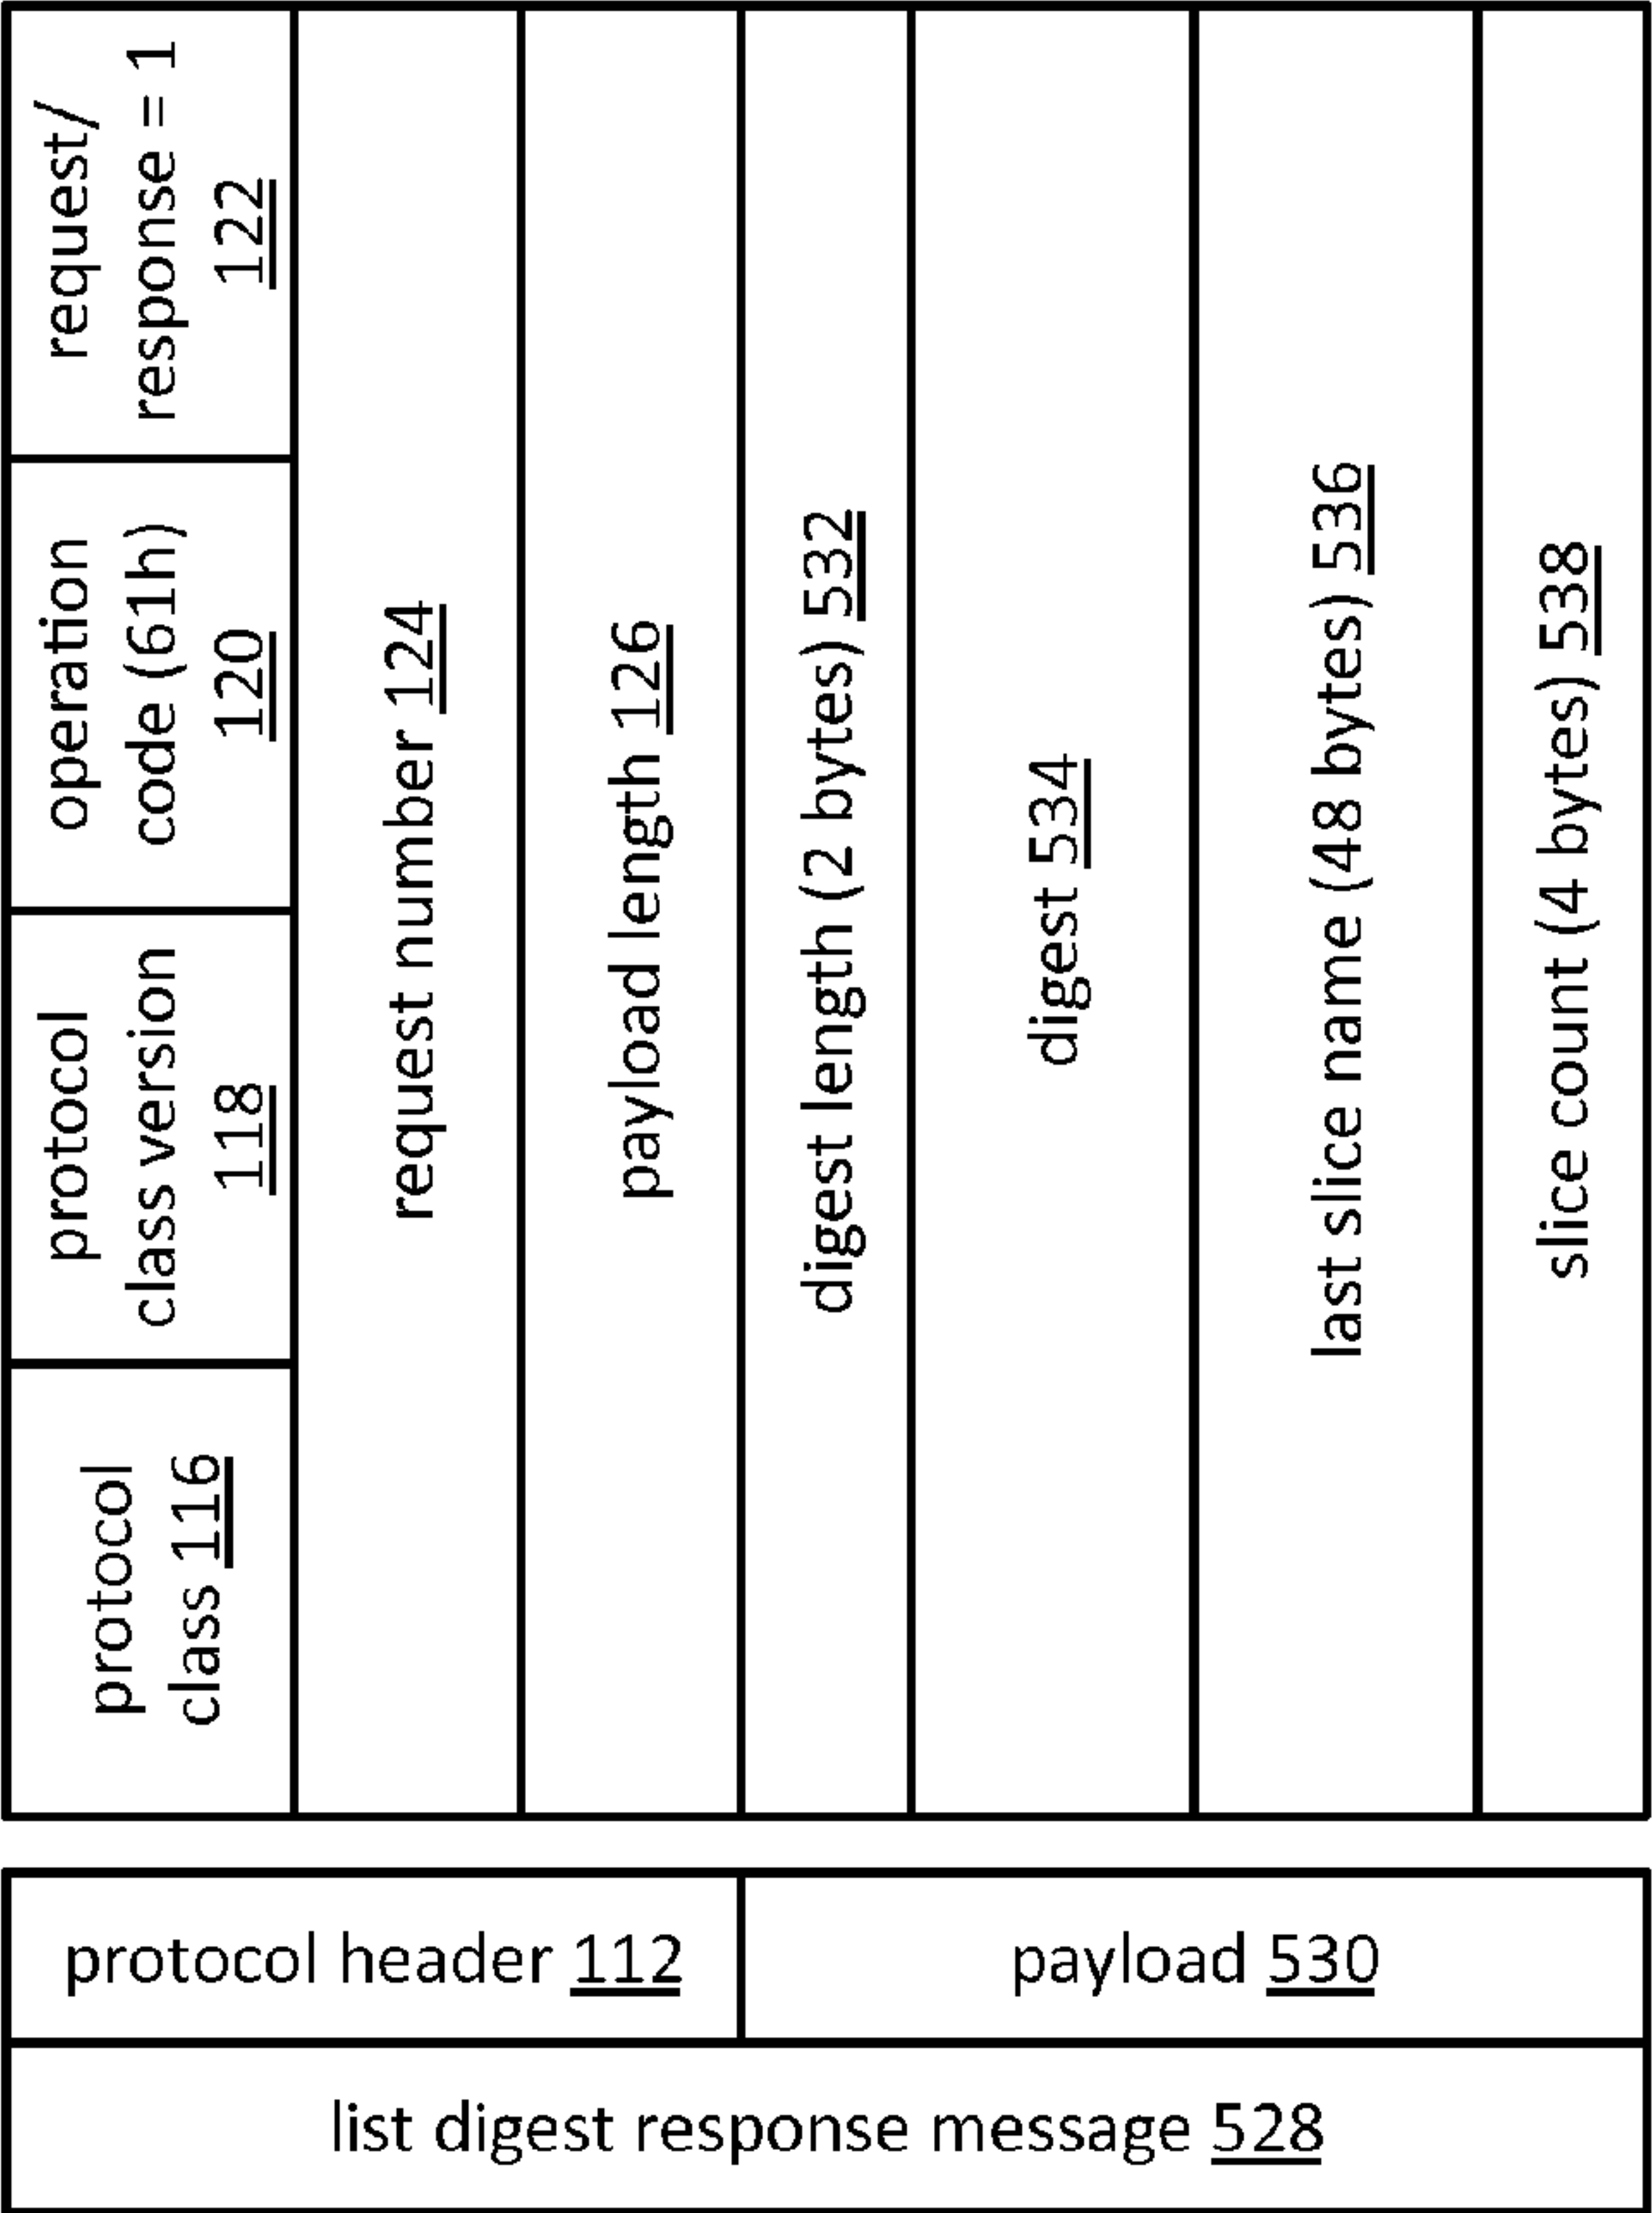 list digest response message 528
protocol header 112
payload 530
protocol
class 116
protocol
class version
118
operation
code (61h)
120
request/
response = 1
122
request number 124
payload length 126
digest length (2 bytes) 532
digest 534
last slice name (48 bytes) 536
slice count (4 bytes) 538